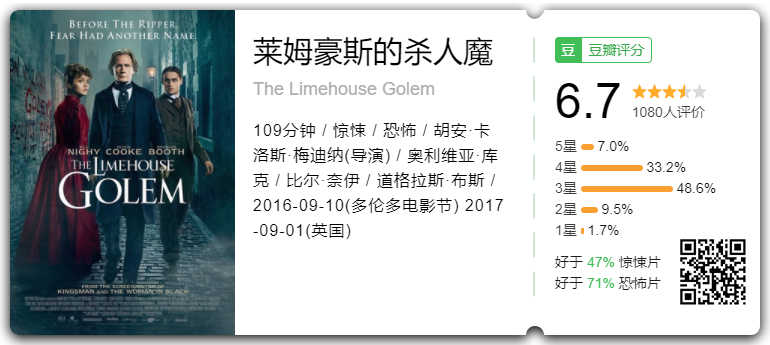 BEFORE THE RIPPER,
FEAR HAD ANOTHER NAME.
NIGHY COOKE BOOTH
THE LIMEHOUSE
GOLEM
FROM THE SCREENWRITER OF
KINGSMAN AND THE WOMAN IN BLACK
莱姆豪斯的杀人魔
The Limehouse Golem
109分钟 / 惊悚 / 恐怖 / 胡安·卡
洛斯·梅迪纳(导演) / 奥利维亚·库
克 / 比尔·奈伊 / 道格拉斯·布斯 /
2016-09-10(多伦多电影节) 2017
-09-01(英国)
豆 豆瓣评分
6.7
1080人评价
5星 7.0%
4星 33.2%
3星 48.6%
2星 9.5%
1星 1.7%
好于 47% 惊悚片
好于 71% 恐怖片